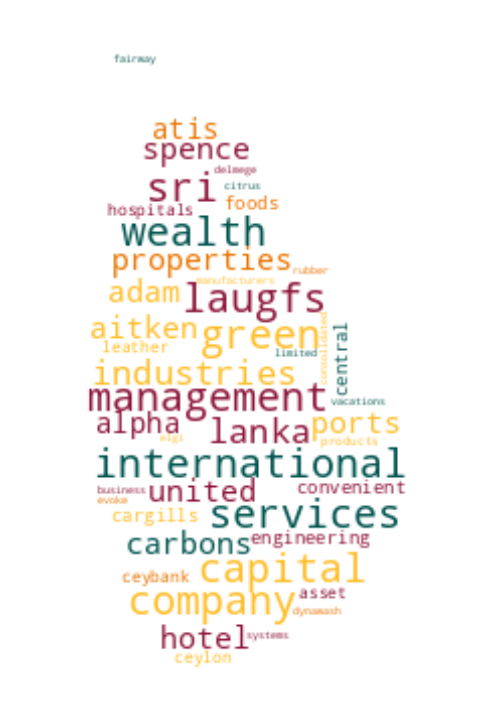 fairway
atis
spence
delmege
sri
citrus
foods
hospitals
wealth
properties
rubber
manufacturers
adam
laugfs
aitken
green
consolidated
leather
limited
central
industries
management
vacations
alpha
lanka
ports
elgi
products
international
business
united
convenient
evoke
cargills
services
carbons
engineering
ceybank
capital
company
asset
dynawash
hotel
systems
ceylon